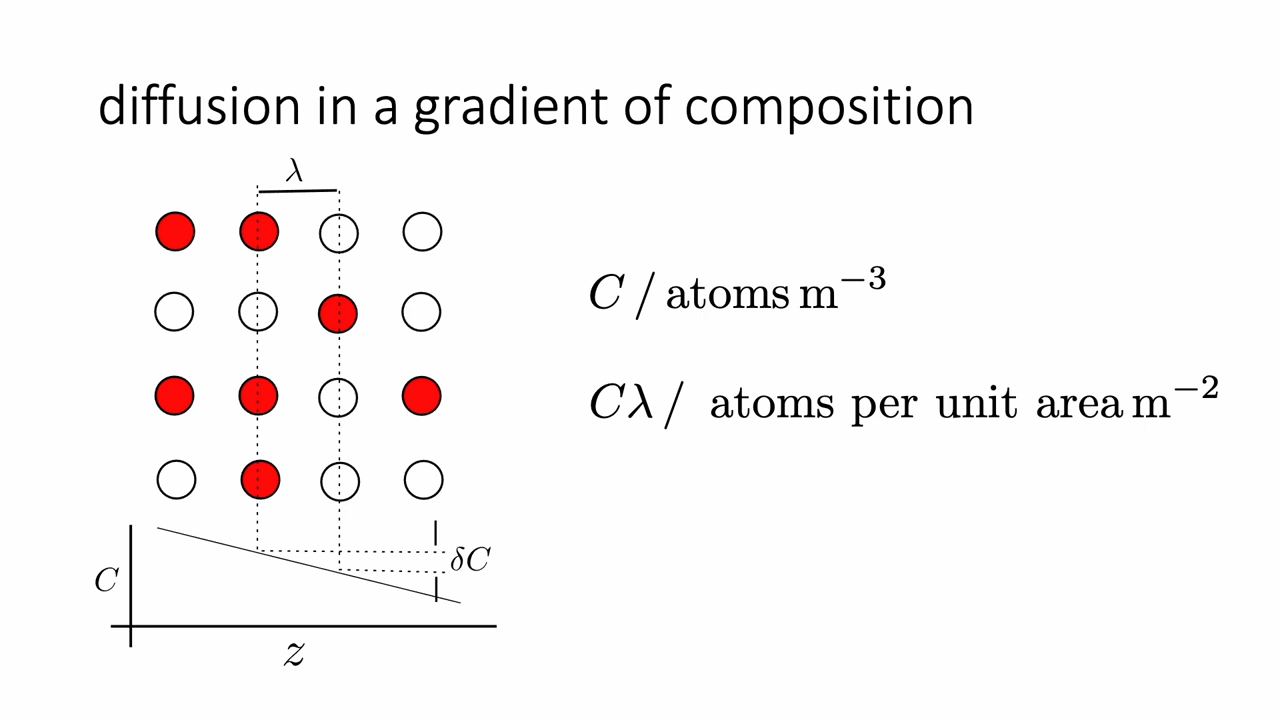 diffusion in a gradient of composition
λ
C / atoms m⁻³
Cλ / atoms per unit area m⁻²
δC
C
z